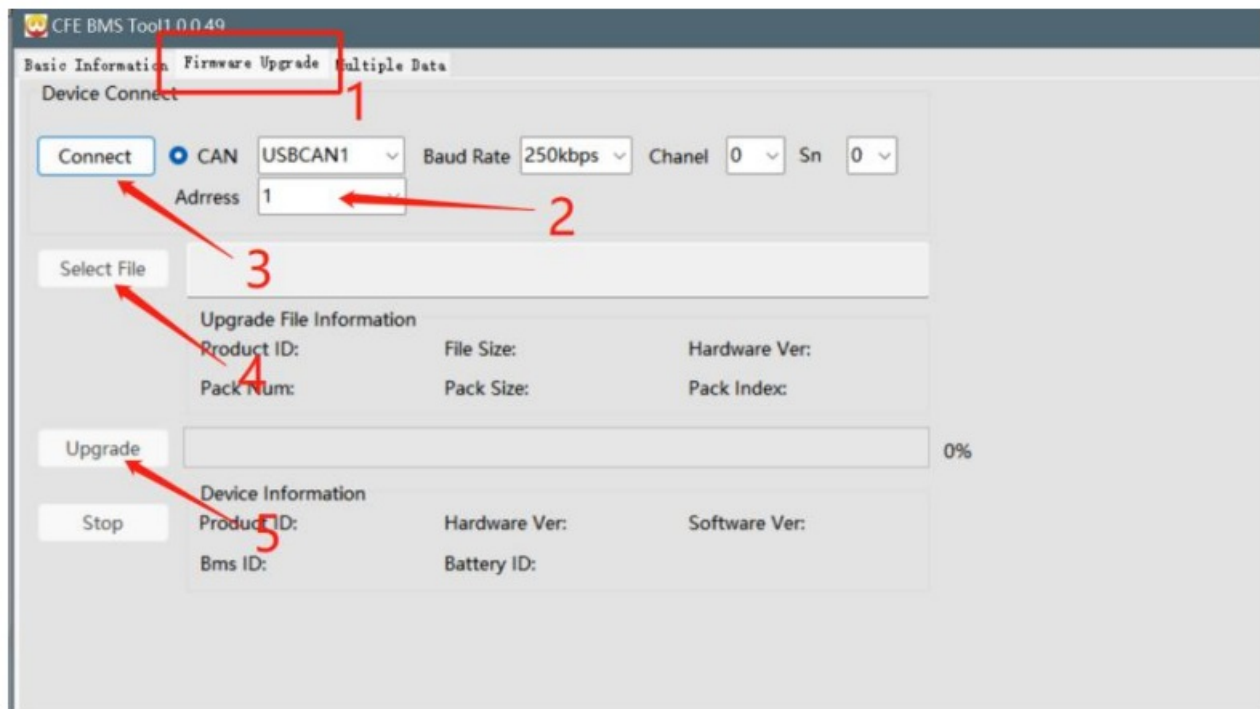 CFE BMS Tool1.0.0.49
Basic Information Firmware Upgrade Multiple Data
1
Device Connect
Connect CAN USBCAN1 Baud Rate 250kbps Chanel 0 Sn 0
Adrress 1
2
3
Select File
Upgrade File Information
Product ID: File Size: Hardware Ver:
4
Pack Num: Pack Size: Pack Index:
Upgrade 0%
Device Information
Stop Product ID: Hardware Ver: Software Ver:
5
Bms ID: Battery ID: